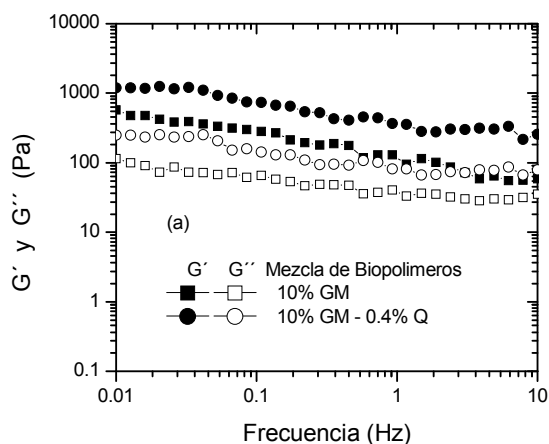 10000
1000
100
10
1
0.1
G´ y G´´ (Pa)
(a)
G´ G´´ Mezcla de Biopolimeros
10% GM
10% GM - 0.4% Q
0.01 0.1 1 10
Frecuencia (Hz)